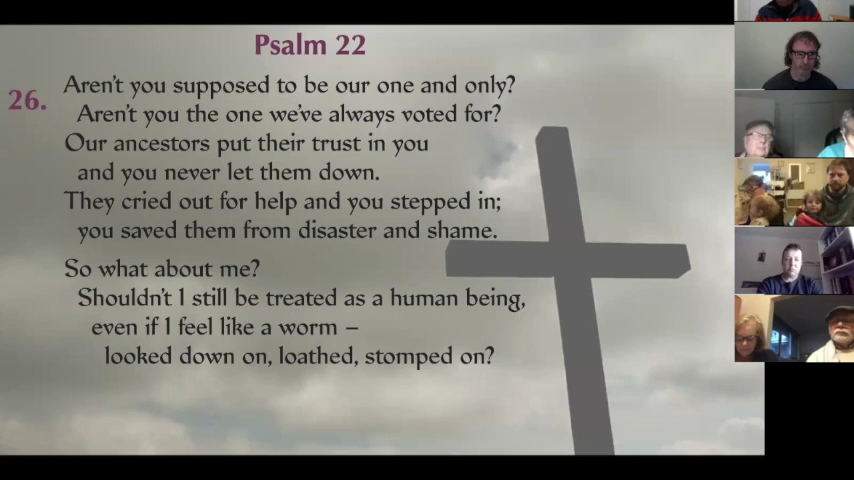 Psalm 22
26. Aren't you supposed to be our one and only?
Aren't you the one we've always voted for?
Our ancestors put their trust in you
and you never let them down.
They cried out for help and you stepped in;
you saved them from disaster and shame.
So what about me?
Shouldn't I still be treated as a human being,
even if I feel like a worm –
looked down on, loathed, stomped on?